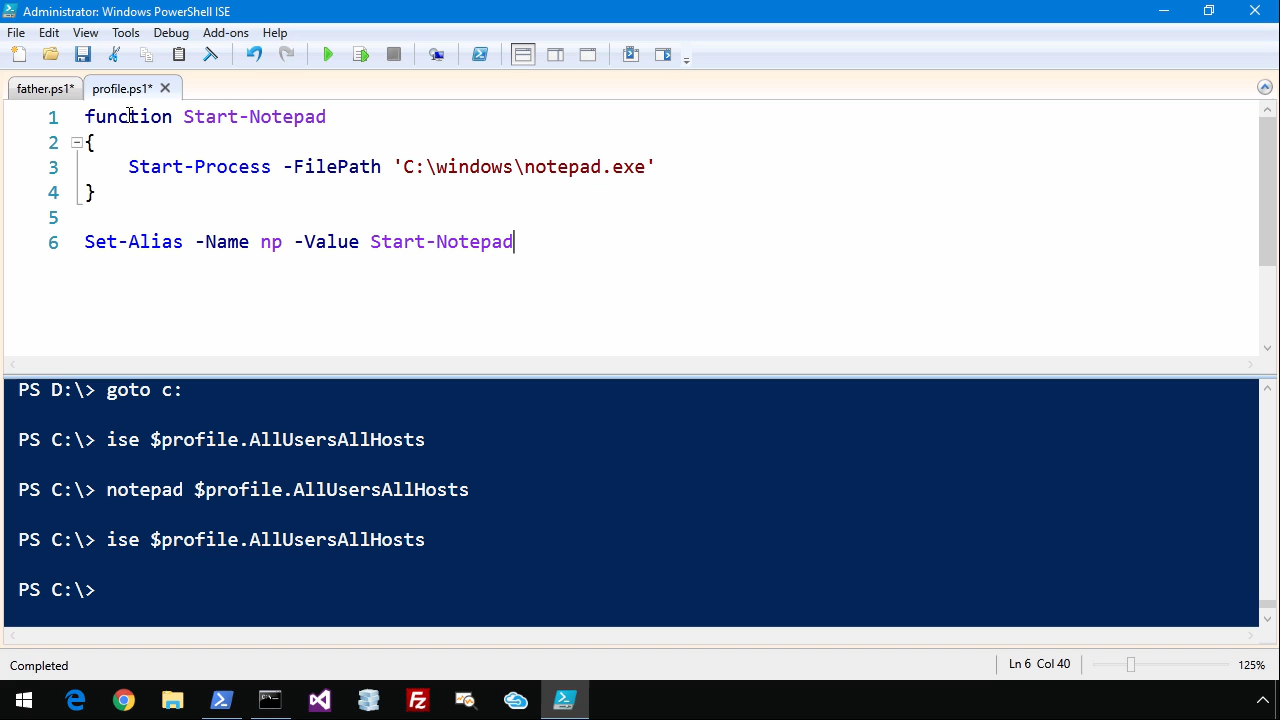 Administrator: Windows PowerShell ISE
File Edit View Tools Debug Add-ons Help
father.ps1* profile.ps1*
1 function Start-Notepad
2 {
3 Start-Process -FilePath 'C:\windows\notepad.exe'
4 }
5
6 Set-Alias -Name np -Value Start-Notepad
PS D:\> goto c:
PS C:\> ise $profile.AllUsersAllHosts
PS C:\> notepad $profile.AllUsersAllHosts
PS C:\> ise $profile.AllUsersAllHosts
PS C:\>
Completed Ln 6 Col 40 125%